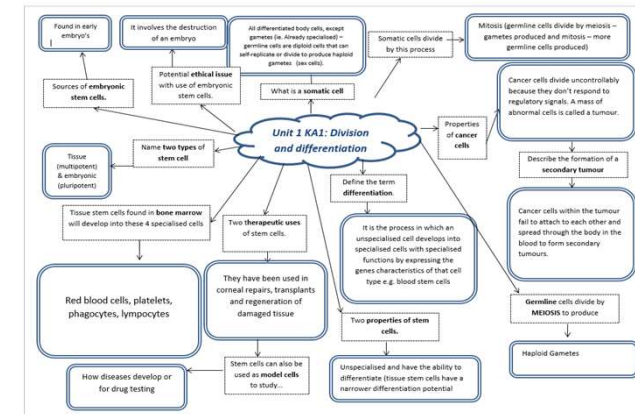 Found in early
embryo's
It involves the destruction
of an embryo
All differentiated body cells, except
gametes (ie. Already specialised) –
germline cells are diploid cells that can
self-replicate or divide to produce haploid
gametes (sex cells).
Somatic cells divide
by this process
Mitosis (germline cells divide by meiosis –
gametes produced and mitosis – more
germline cells produced)
Sources of embryonic
stem cells.
Potential ethical issue
with use of embryonic
stem cells.
What is a somatic cell
Cancer cells divide uncontrollably
because they don't respond to
regulatory signals. A mass of
abnormal cells is called a tumour.
Unit 1 KA1: Division
and differentiation
Properties
of cancer
cells
Name two types of
stem cell
Tissue
(multipotent)
& embryonic
(pluripotent)
Describe the formation of a
secondary tumour
Define the term
differentiation.
Tissue stem cells found in bone marrow
will develop into these 4 specialised cells
Two therapeutic uses
of stem cells.
It is the process in which an
unspecialised cell develops into
specialised cells with specialised
functions by expressing the
genes characteristics of that cell
type e.g. blood stem cells
Cancer cells within the tumour
fail to attach to each other and
spread through the body in the
blood to form secondary
tumours.
Red blood cells, platelets,
phagocytes, lympocytes
They have been used in
corneal repairs, transplants
and regeneration of
damaged tissue
Two properties of stem
cells.
Germline cells divide by
MEIOSIS to produce
Haploid Gametes
How diseases develop or
for drug testing
Stem cells can also be
used as model cells
to study...
Unspecialised and have the ability to
differentiate (tissue stem cells have a
narrower differentiation potential